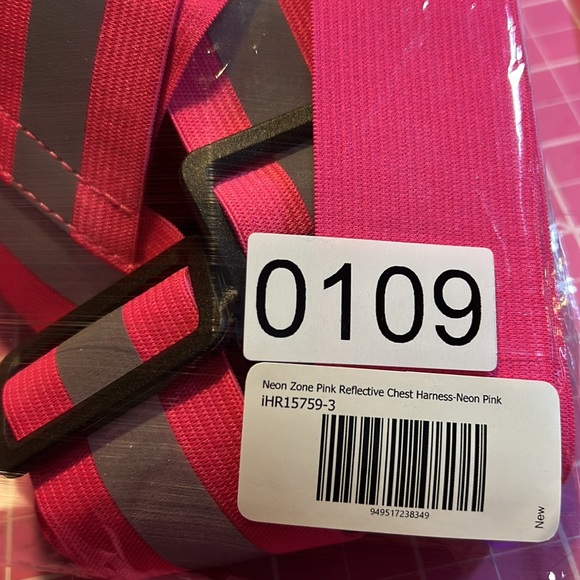 0109
Neon Zone Pink Reflective Chest Harness-Neon Pink
iHR15759-3
949517238349
New